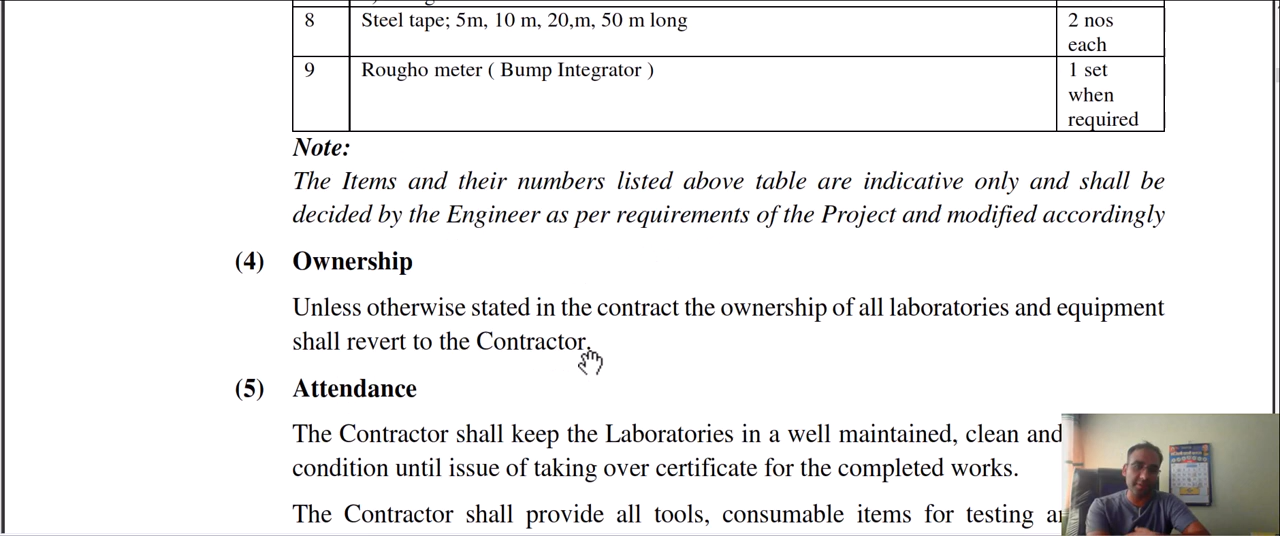 8 Steel tape; 5m, 10 m, 20,m, 50 m long 2 nos
each
9 Rougho meter ( Bump Integrator ) 1 set
when
required
Note:
The Items and their numbers listed above table are indicative only and shall be
decided by the Engineer as per requirements of the Project and modified accordingly
(4) Ownership
Unless otherwise stated in the contract the ownership of all laboratories and equipment
shall revert to the Contractor.
(5) Attendance
The Contractor shall keep the Laboratories in a well maintained, clean and
condition until issue of taking over certificate for the completed works.
The Contractor shall provide all tools, consumable items for testing